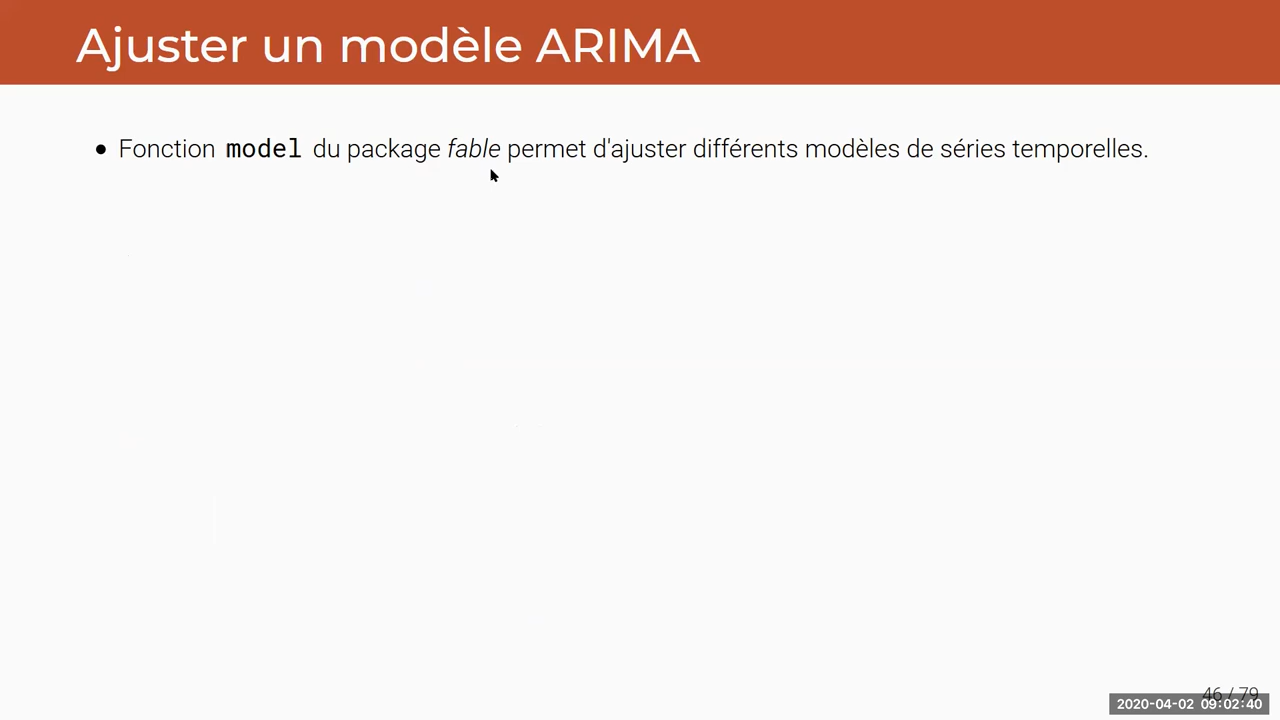 Ajuster un modèle ARIMA
• Fonction model du package fable permet d'ajuster différents modèles de séries temporelles.
46 / 79
2020-04-02 09:02:40